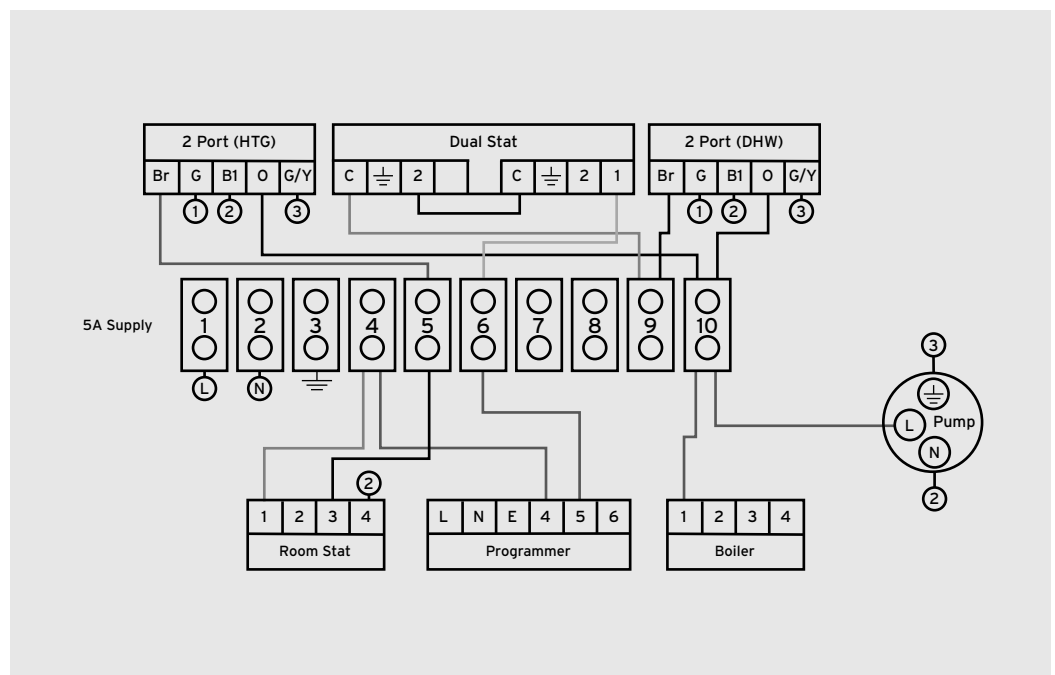 2 Port (HTG)
Dual Stat
2 Port (DHW)
Br G B1 O G/Y
C 2 C 2 1
Br G B1 O G/Y
1 2 3
1 2 3
5A Supply
1 2 3 4 5 6 7 8 9 10
L N
3
L Pump
N
2
2
1 2 3 4
L N E 4 5 6
1 2 3 4
Room Stat
Programmer
Boiler